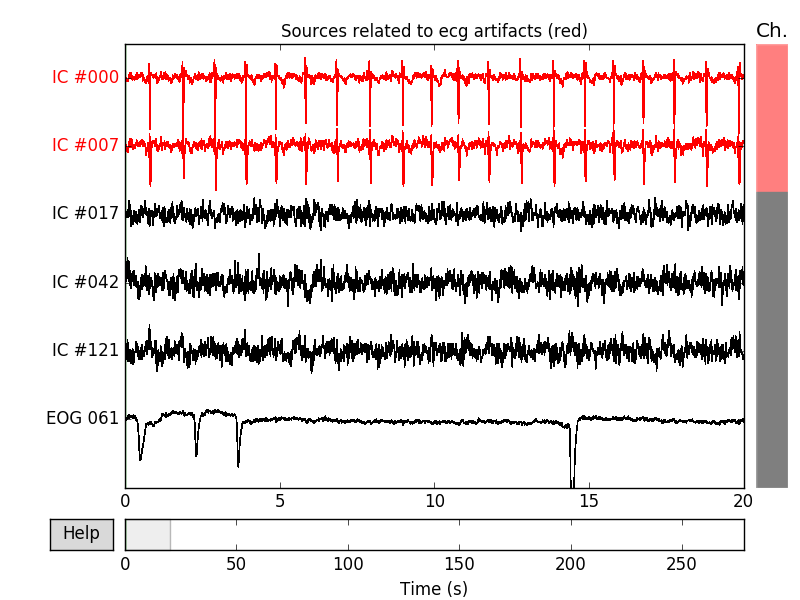 Sources related to ecg artifacts (red)
Ch.
IC #000
IC #007
IC #017
IC #042
IC #121
EOG 061
0 5 10 15 20
Help
0 50 100 150 200 250
Time (s)